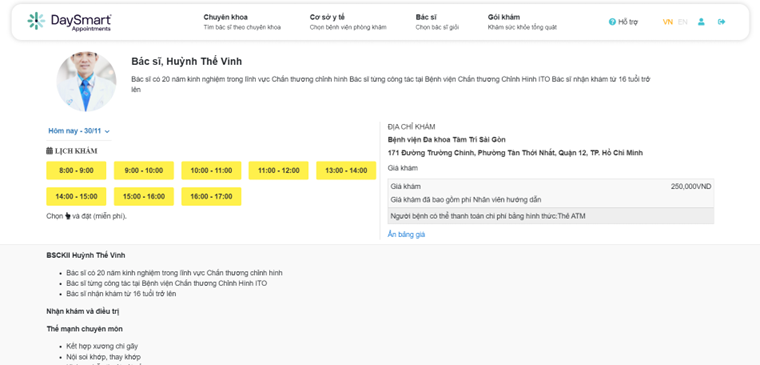 DaySmart
Appointments
Chuyên khoa
Tìm bác sĩ theo chuyên khoa
Cơ sở y tế
Chọn bệnh viện phòng khám
Bác sĩ
Chọn bác sĩ giỏi
Gói khám
Khám sức khỏe tổng quát
Hỗ trợ
VN EN
Bác sĩ, Huỳnh Thế Vinh
Bác sĩ có 20 năm kinh nghiệm trong lĩnh vực Chấn thương chỉnh hình Bác sĩ từng công tác tại Bệnh viện Chấn thương Chỉnh Hình ITO Bác sĩ nhận khám từ 16 tuổi trở
lên
Hôm nay - 30/11
LỊCH KHÁM
8:00 - 9:00 9:00 - 10:00 10:00 - 11:00 11:00 - 12:00 13:00 - 14:00
14:00 - 15:00 15:00 - 16:00 16:00 - 17:00
Chọn và đặt (miễn phí).
ĐỊA CHỈ KHÁM
Bệnh viện Đa khoa Tâm Trí Sài Gòn
171 Đường Trường Chinh, Phường Tân Thới Nhất, Quận 12, TP. Hồ Chí Minh
Giá khám
Giá khám 250,000VND
Giá khám đã bao gồm phí Nhân viên hướng dẫn
Người bệnh có thể thanh toán chi phí bằng hình thức:Thẻ ATM
Ẩn bảng giá
BSCKII Huỳnh Thế Vinh
Bác sĩ có 20 năm kinh nghiệm trong lĩnh vực Chấn thương chỉnh hình
Bác sĩ từng công tác tại Bệnh viện Chấn thương Chỉnh Hình ITO
Bác sĩ nhận khám từ 16 tuổi trở lên
Nhận khám và điều trị
Thế mạnh chuyên môn
Kết hợp xương chi gãy
Nội soi khớp, thay khớp